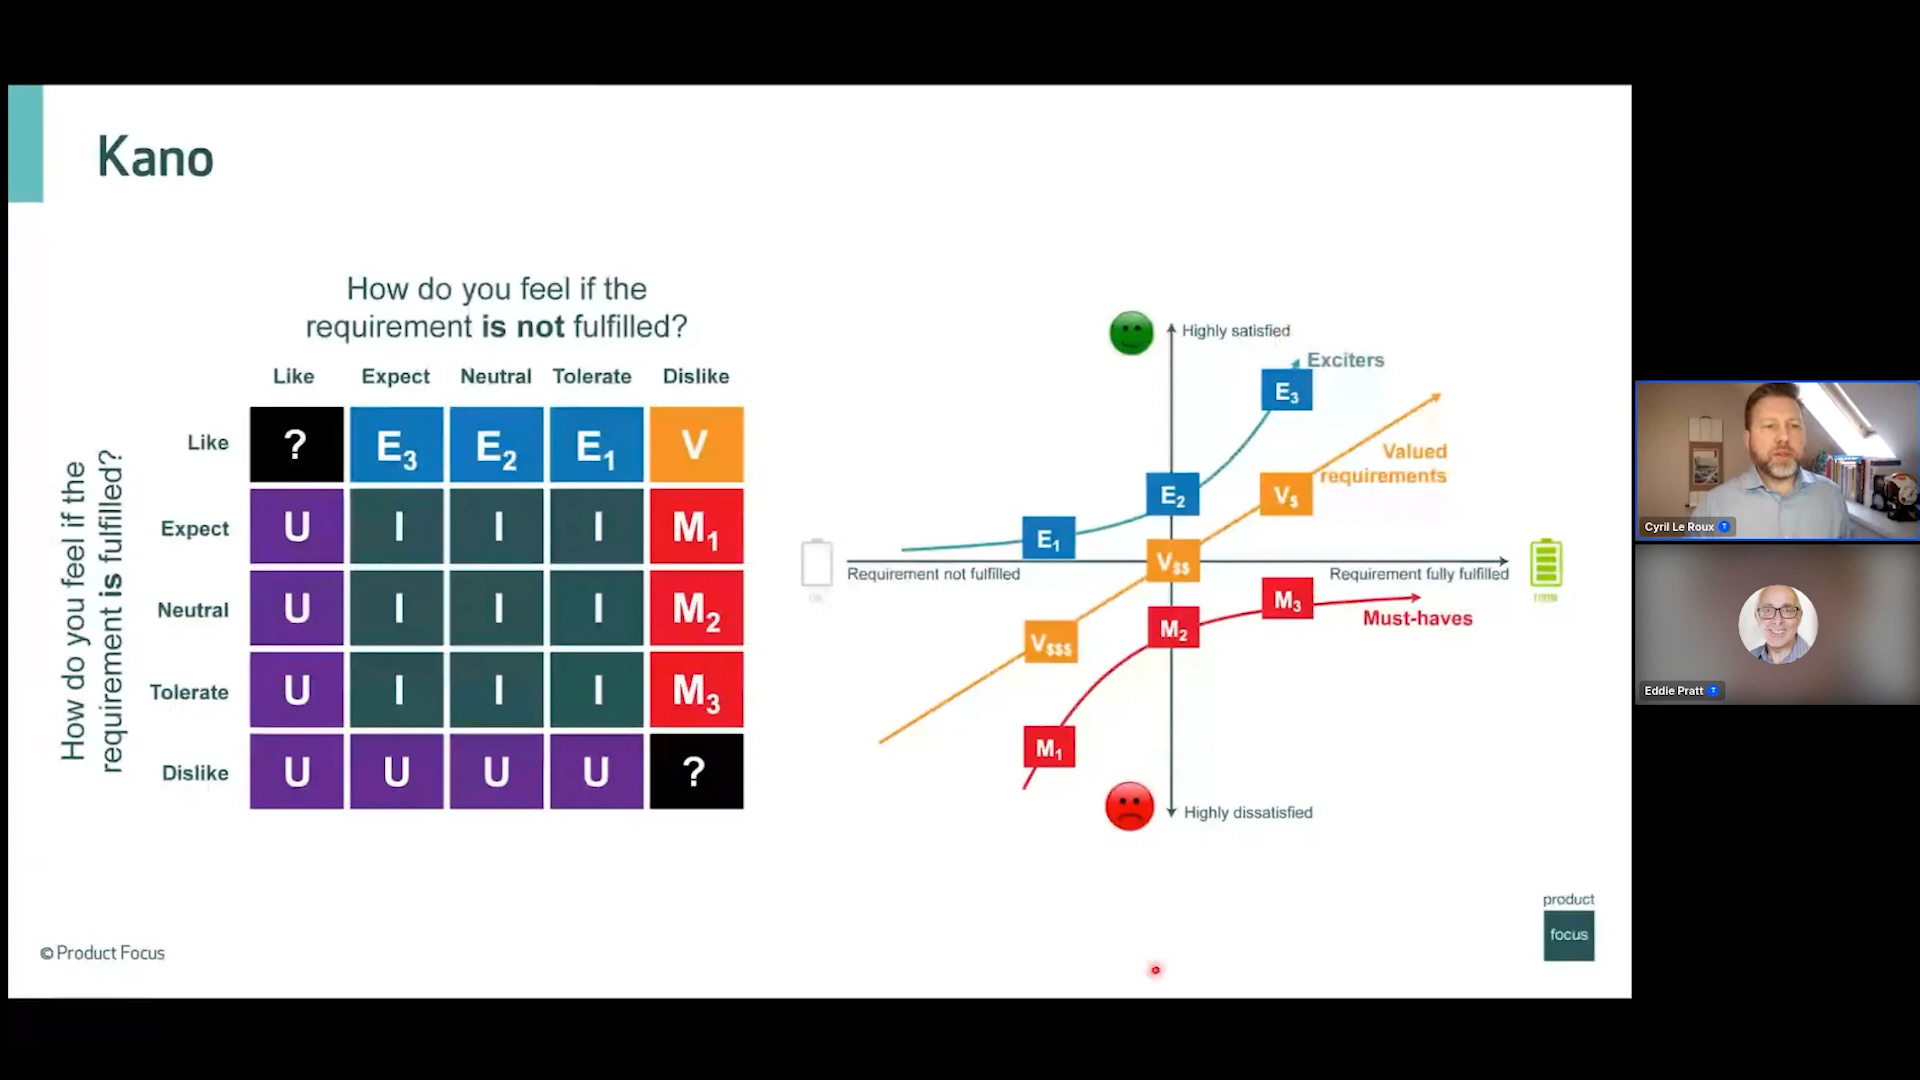 Kano
How do you feel if the
requirement is not fulfilled?
Like Expect Neutral Tolerate Dislike
How do you feel if the
requirement is fulfilled?
Like ? E3 E2 E1 V
Expect U I I I M1
Neutral U I I I M2
Tolerate U I I I M3
Dislike U U U U ?
Highly satisfied
Exciters
E3
Valued
requirements
E2
V$
E1
V$$
Requirement not fulfilled
Requirement fully fulfilled
M3
Must-haves
M2
V$$$
M1
Highly dissatisfied
© Product Focus
product
focus
Cyril Le Roux T
Eddie Pratt T